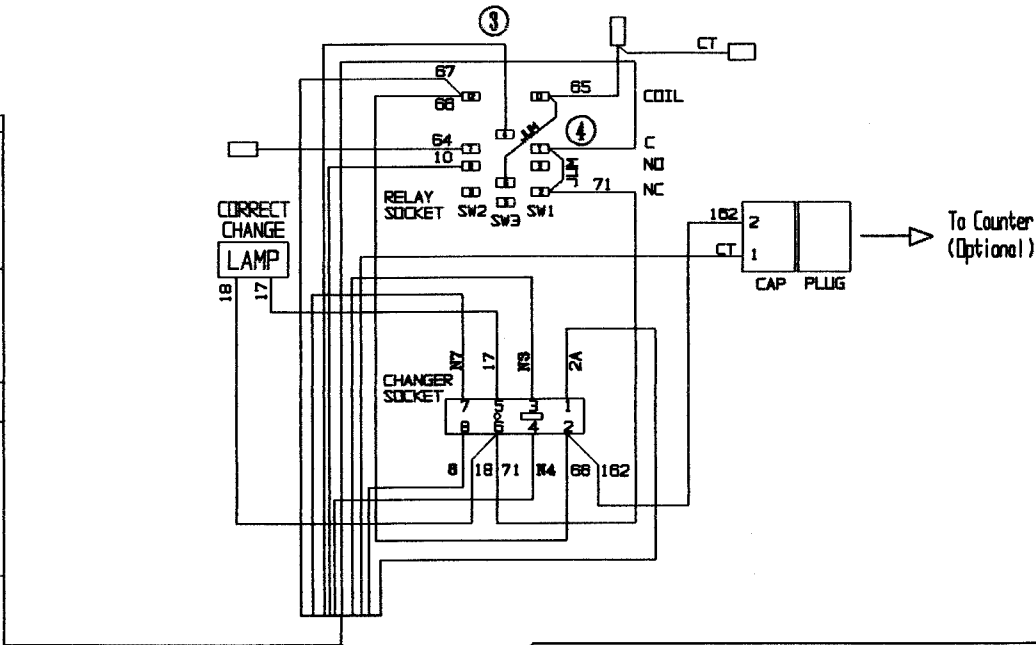 3
CT
67
65
COIL
66
JUM
4
64
C
10
NO
JUM
71
NC
RELAY
SOCKET
SW2
SW3
SW1
CORRECT
CHANGE
LAMP
18
17
162
2
CT
1
CAP
PLUG
To Counter
(Optional)
N7
17
N3
2A
CHANGER
SOCKET
7
5
3
1
8
6
4
2
8
18
71
N4
66
162